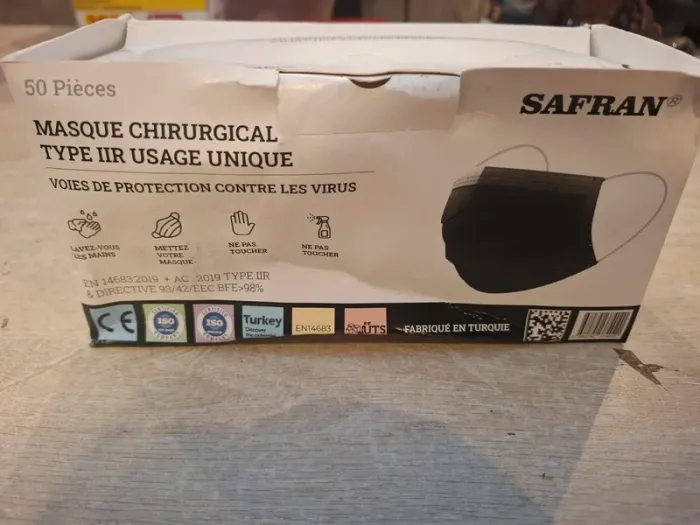 50 Pièces
SAFRAN®
MASQUE CHIRURGICAL
TYPE IIR USAGE UNIQUE
VOIES DE PROTECTION CONTRE LES VIRUS
LAVEZ-VOUS
LES MAINS
METTEZ
VOTRE
MASQUE
NE PAS
TOUCHER
NE PAS
TOUCHER
EN 14683:2019 + AC : 2019 TYPE IIR
& DIRECTIVE 93/42/EEC BFE>98%
CE
ISO
ISO
Turkey
Discover
EN14683
ÜTS
FABRIQUÉ EN TURQUIE